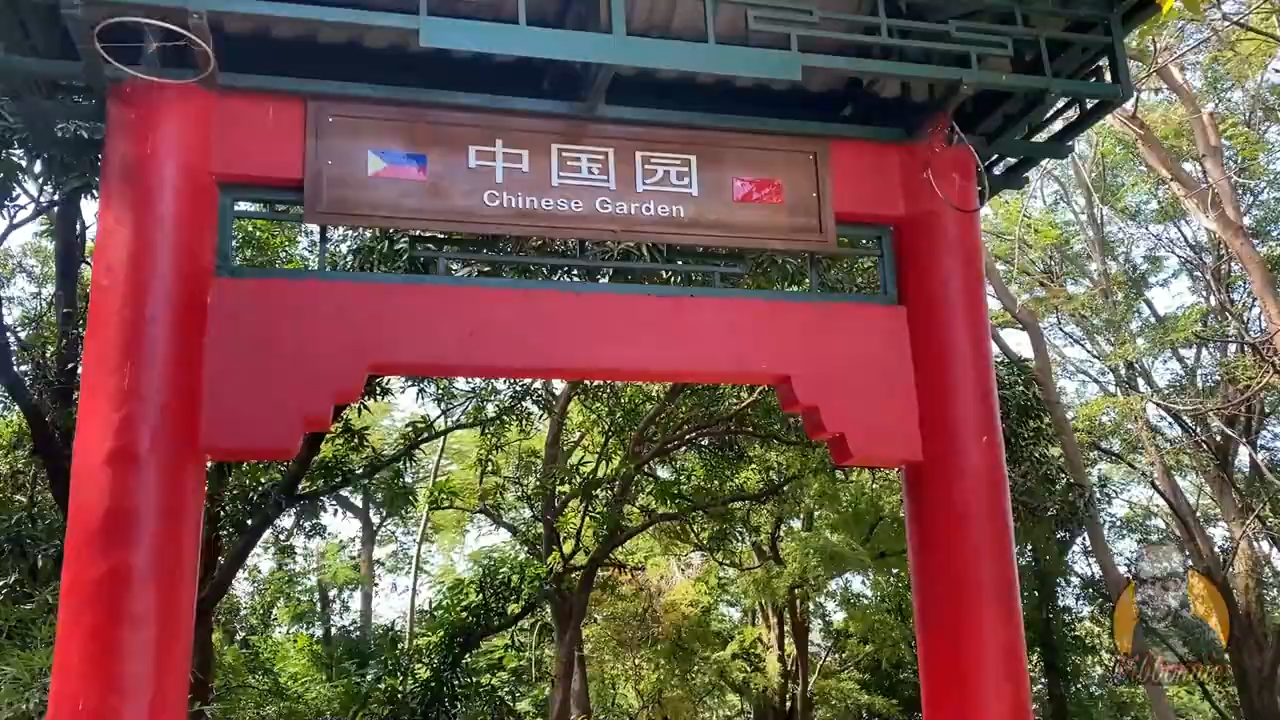 中国园
Chinese Garden